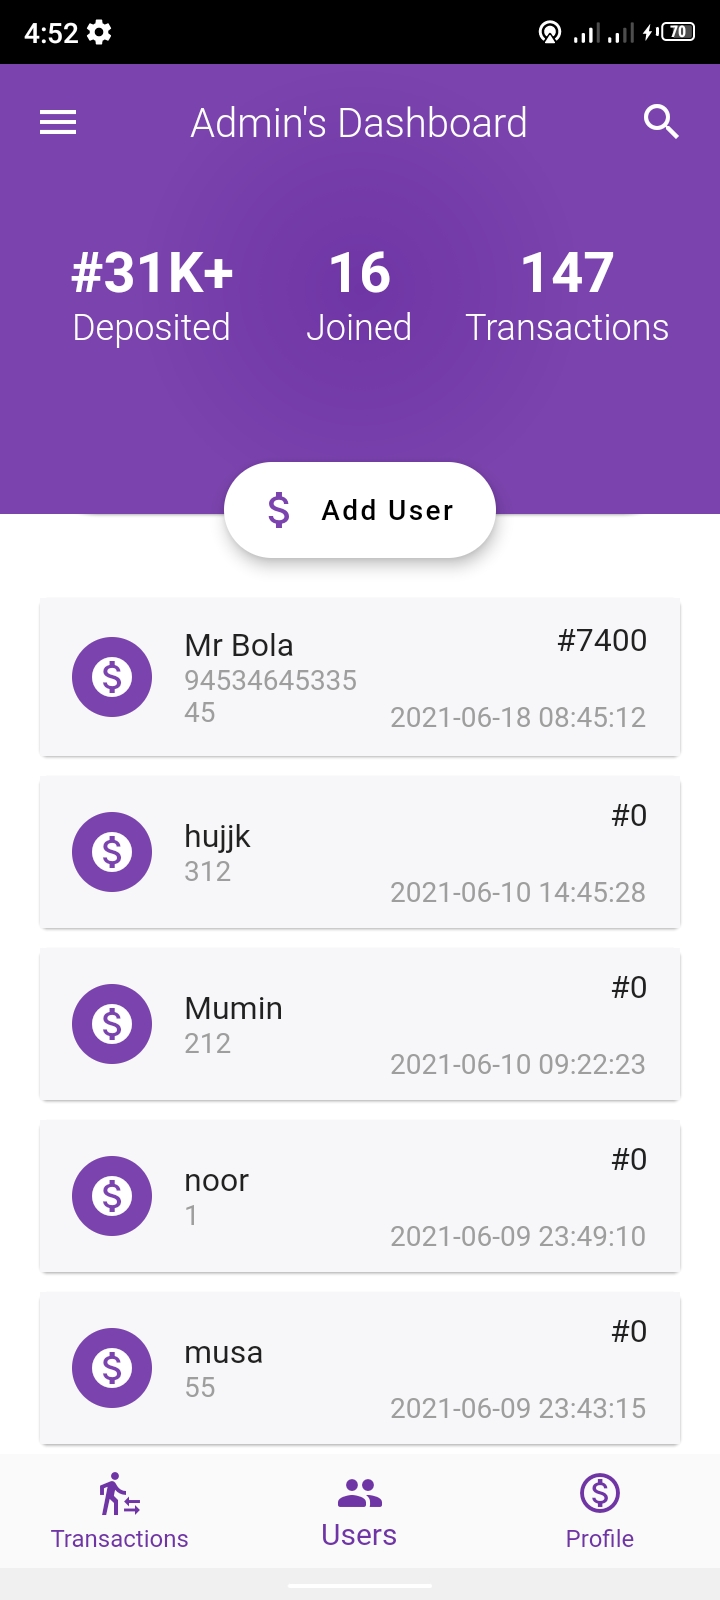 4:52
70
Admin's Dashboard
#31K+ 16 147
Deposited Joined Transactions
$ Add User
Mr Bola
#7400
94534645335
45
2021-06-18 08:45:12
hujjk
#0
312
2021-06-10 14:45:28
Mumin
#0
212
2021-06-10 09:22:23
noor
#0
1
2021-06-09 23:49:10
musa
#0
55
2021-06-09 23:43:15
Transactions Users Profile